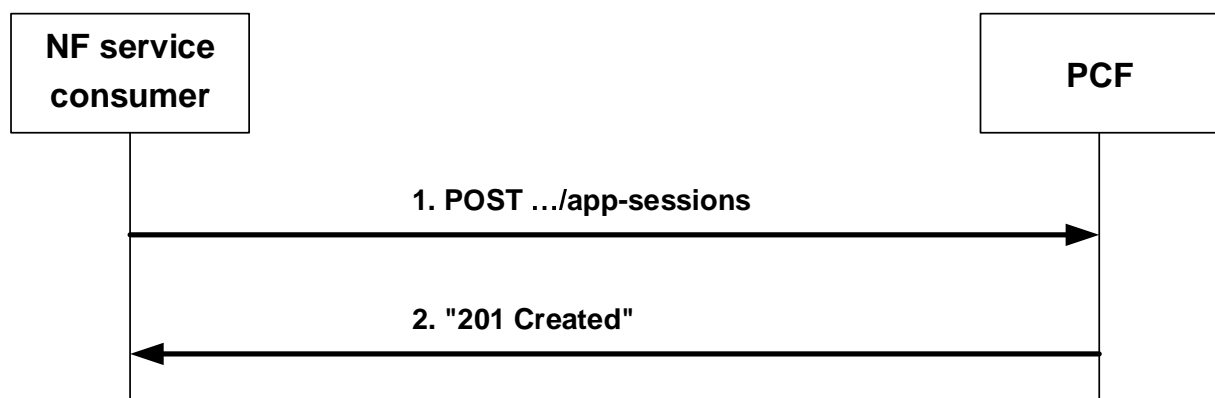 NF service
consumer
PCF
1. POST …/app-sessions
2. "201 Created"